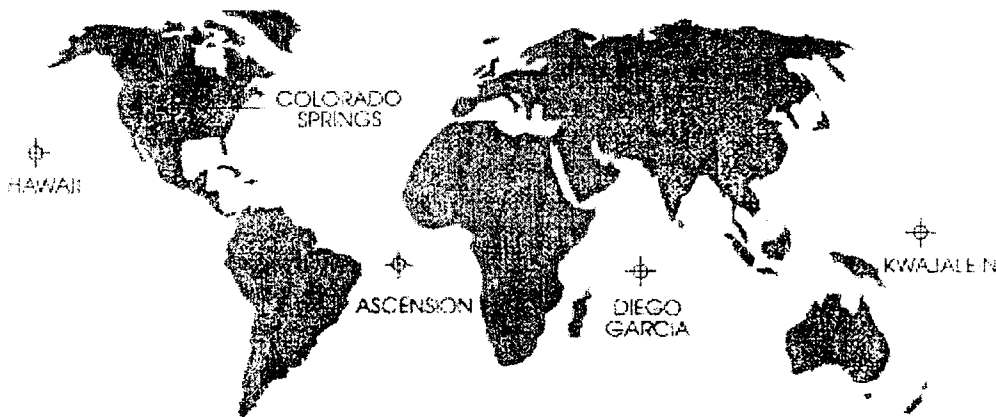 COLORADO
SPRINGS
HAWAII
KWAJALEIN
ASCENSION
DIEGO
GARCIA